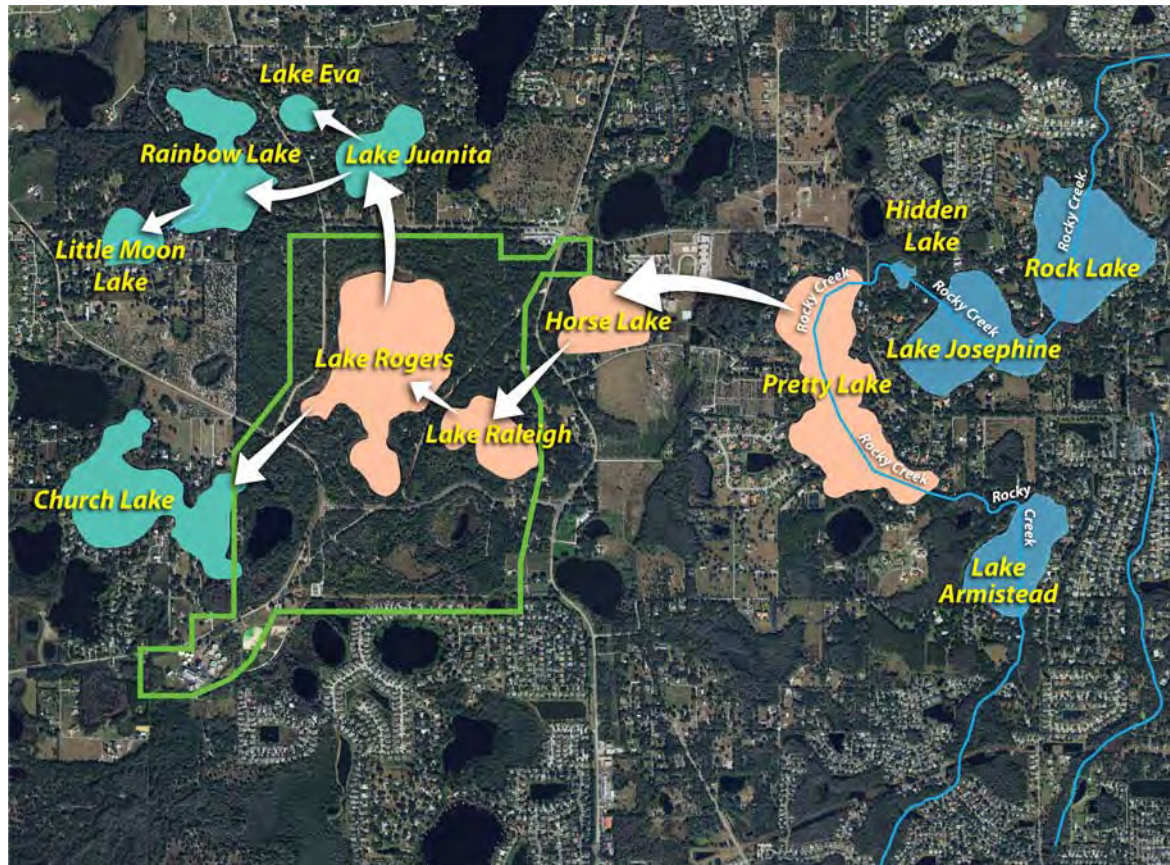 Lake Eva
Rainbow Lake
Lake Juanita
Little Moon
Lake
Hidden
Lake
Rocky Creek
Rock Lake
Rocky Creek
Rocky Creek
Horse Lake
Lake Josephine
Lake Rogers
Pretty Lake
Lake Raleigh
Rocky Creek
Church Lake
Rocky
Creek
Lake
Armistead